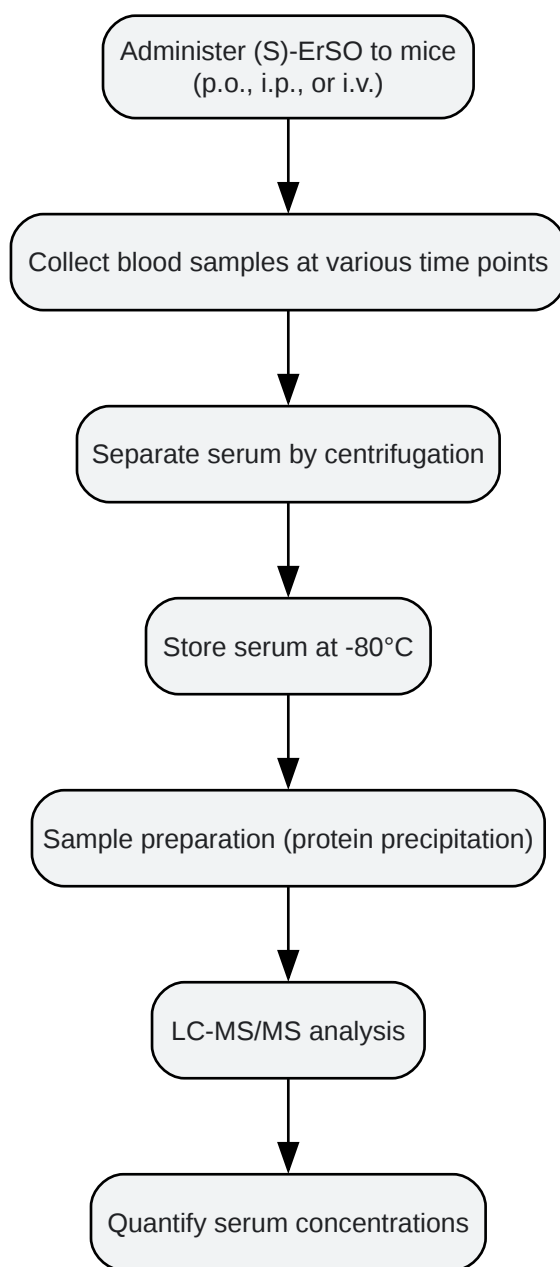 Administer (S)-ErSO to mice
(p.o., i.p., or i.v.)
Collect blood samples at various time points
Separate serum by centrifugation
Store serum at -80°C
Sample preparation (protein precipitation)
LC-MS/MS analysis
Quantify serum concentrations